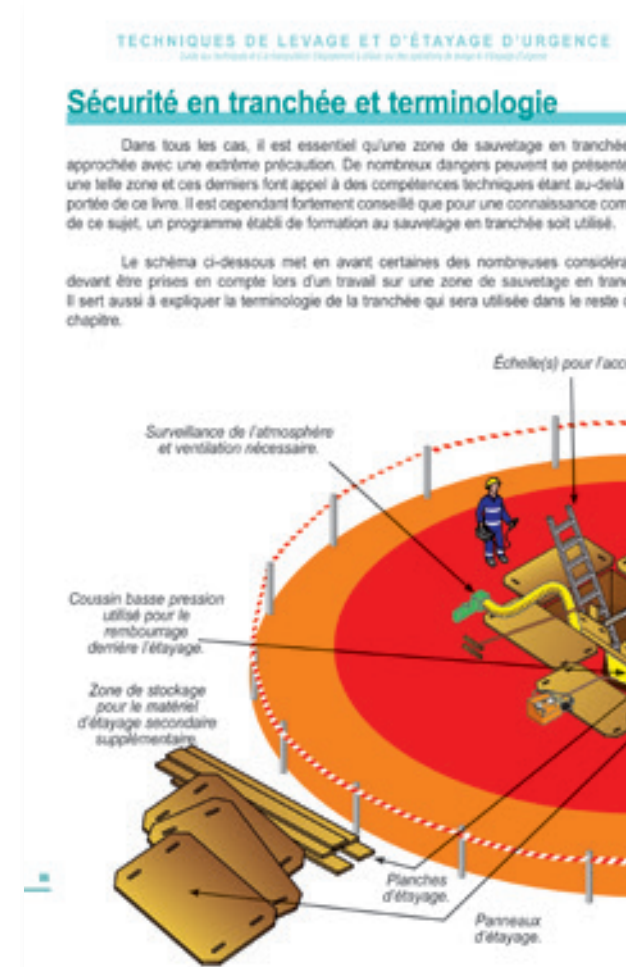 TECHNIQUES DE LEVAGE ET D'ÉTAYAGE D'URGENCE
Sécurité en tranchée et terminologie
Dans tous les cas, il est essentiel qu'une zone de sauvetage en tranchée
approchée avec une extrême précaution. De nombreux dangers peuvent se présente
une telle zone et ces derniers font appel à des compétences techniques étant au-delà
portée de ce livre. Il est cependant fortement conseillé que pour une connaissance com
de ce sujet, un programme établi de formation au sauvetage en tranchée soit utilisé.
Le schéma ci-dessous met en avant certaines des nombreuses considéra
devant être prises en compte lors d'un travail sur une zone de sauvetage en tran
Il sert aussi à expliquer la terminologie de la tranchée qui sera utilisée dans le reste
chapitre.
Échelle(s) pour l'acc
Surveillance de l'atmosphère
et ventilation nécessaire.
Coussin basse pression
utilisé pour le
rembourrage
derrière l'étayage.
Zone de stockage
pour le matériel
d'étayage secondaire
supplémentaire.
Planches
d'étayage.
Panneaux
d'étayage.